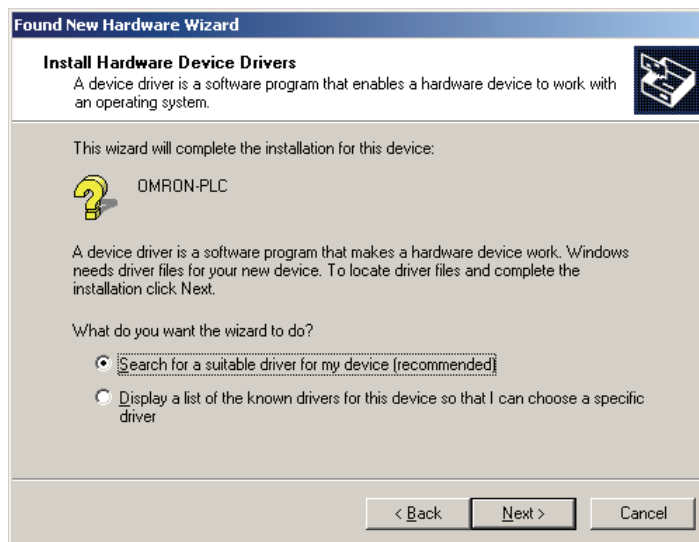 Found New Hardware Wizard
Install Hardware Device Drivers
A device driver is a software program that enables a hardware device to work with
an operating system.
This wizard will complete the installation for this device:
OMRON-PLC
A device driver is a software program that makes a hardware device work. Windows
needs driver files for your new device. To locate driver files and complete the
installation click Next.
What do you want the wizard to do?
Search for a suitable driver for my device (recommended)
Display a list of the known drivers for this device so that I can choose a specific
driver
< Back Next > Cancel